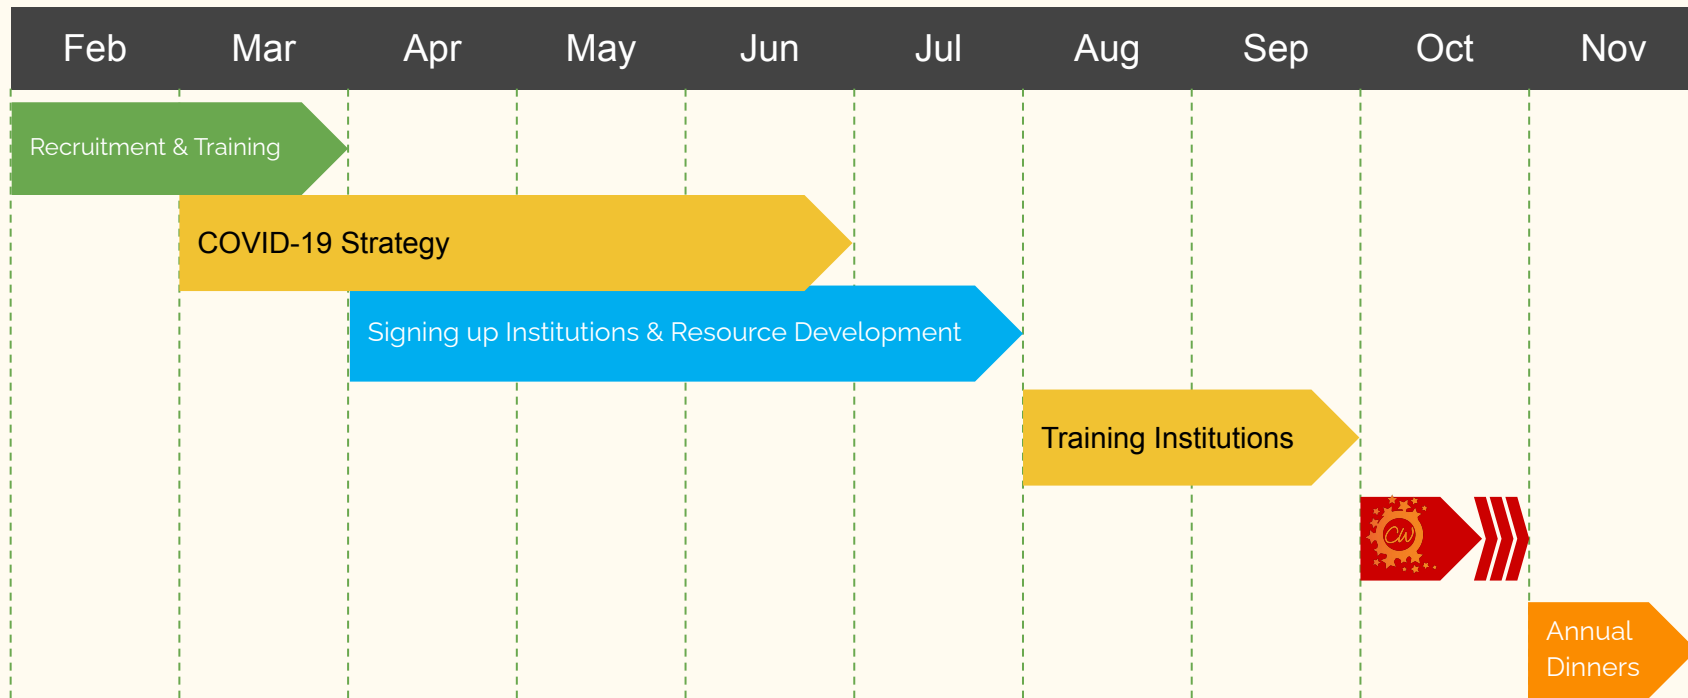 Feb Mar Apr May Jun Jul Aug Sep Oct Nov
Recruitment & Training
COVID-19 Strategy
Signing up Institutions & Resource Development
Training Institutions
CW
Annual
Dinners